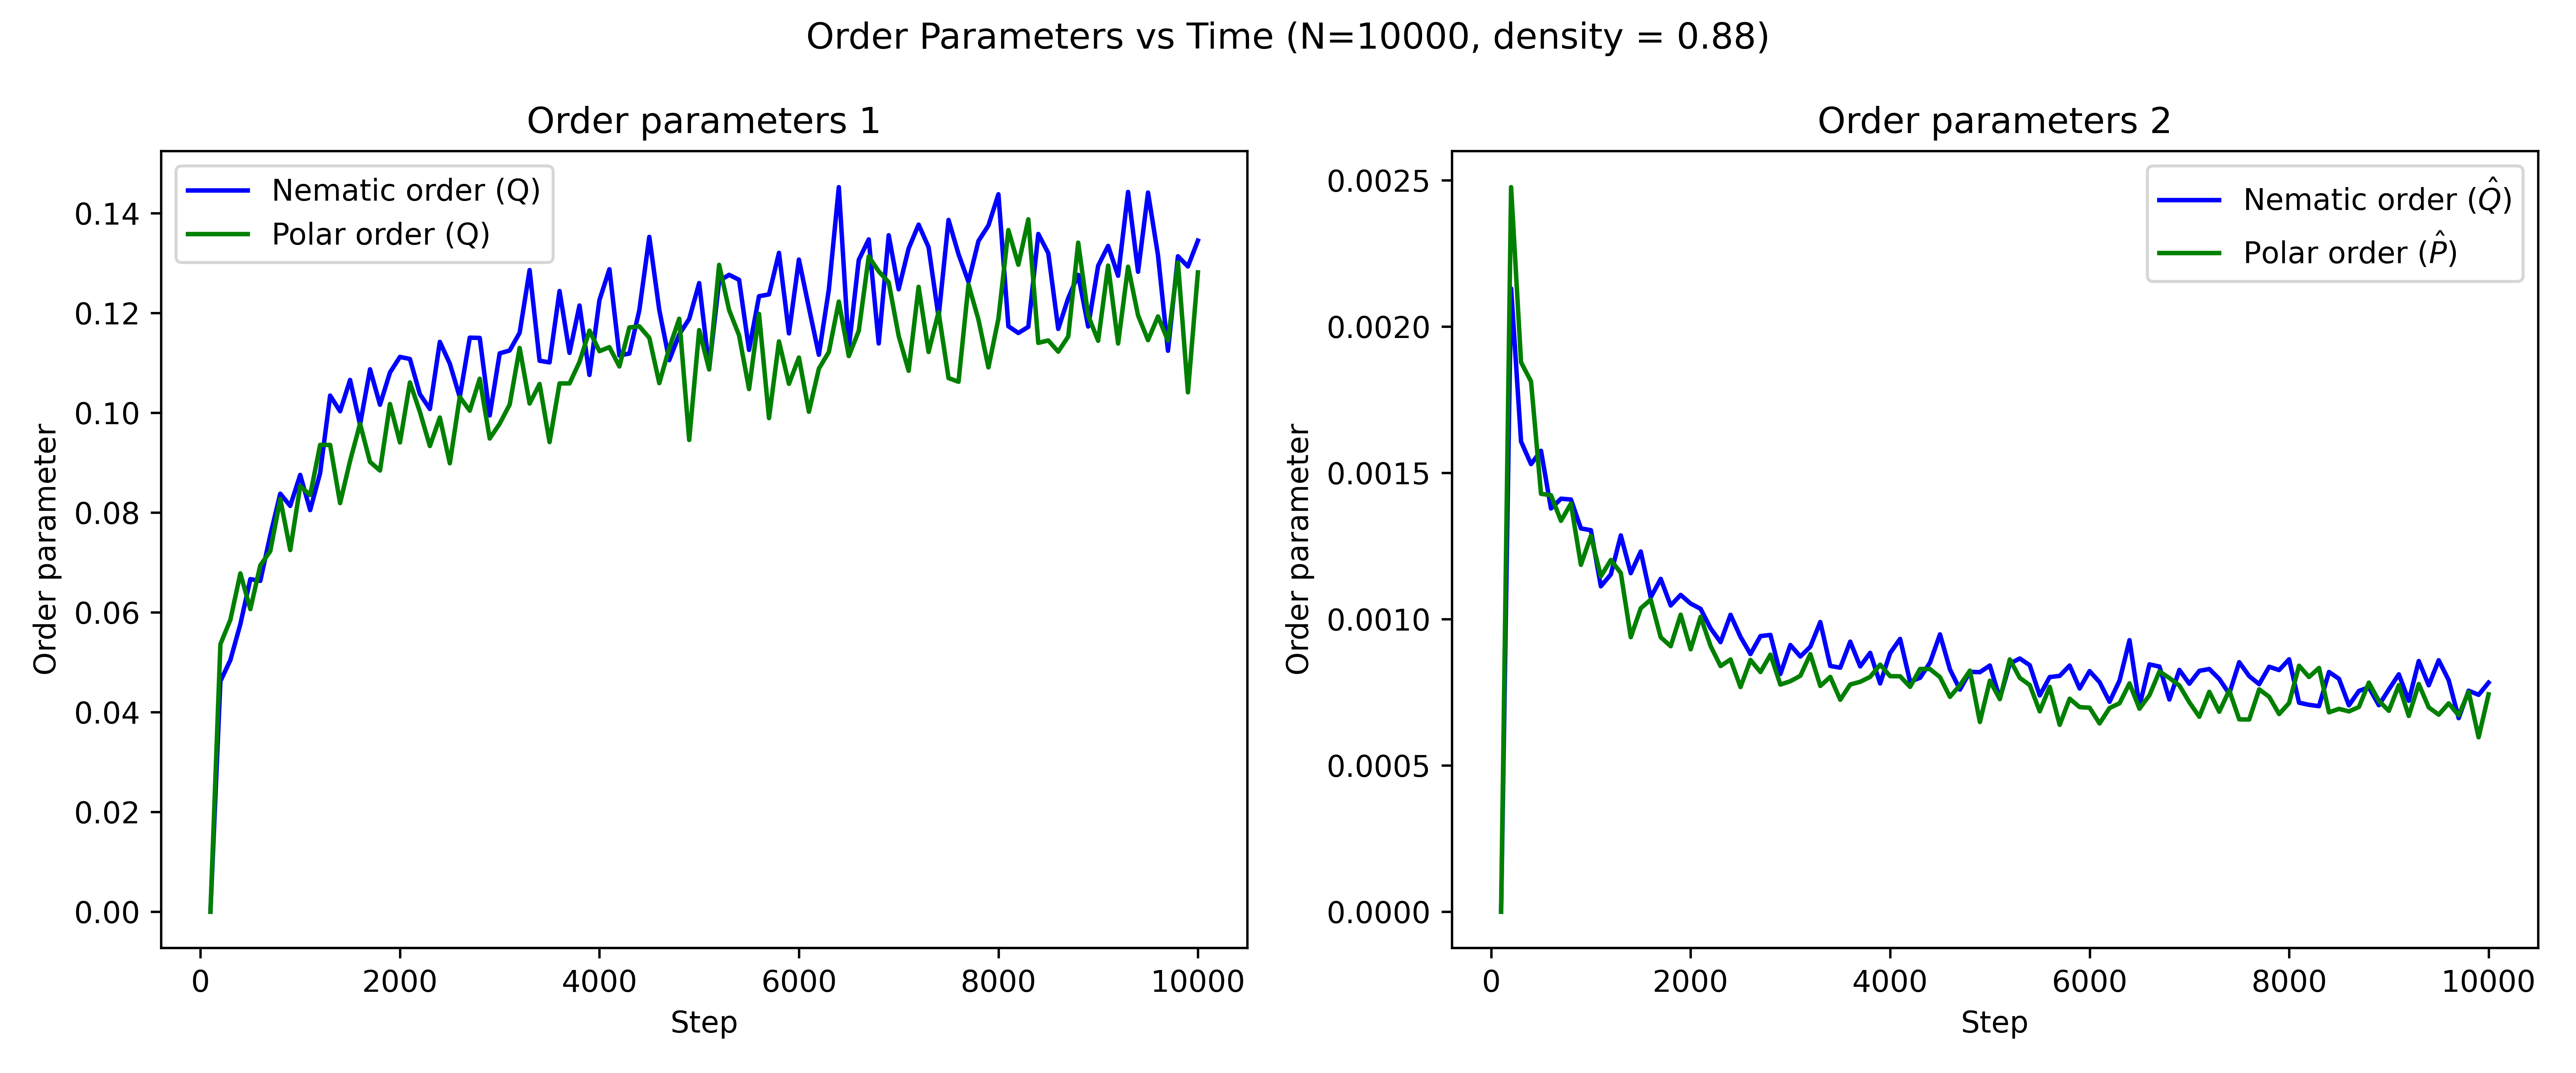 Order Parameters vs Time (N=10000, density = 0.88)
Order parameters 1
Nematic order (Q)
Polar order (Q)
Order parameter
0.14
0.12
0.10
0.08
0.06
0.04
0.02
0.00
0 2000 4000 6000 8000 10000
Step
Order parameters 2
Nematic order (Q̂)
Polar order (P̂)
Order parameter
0.0025
0.0020
0.0015
0.0010
0.0005
0.0000
0 2000 4000 6000 8000 10000
Step